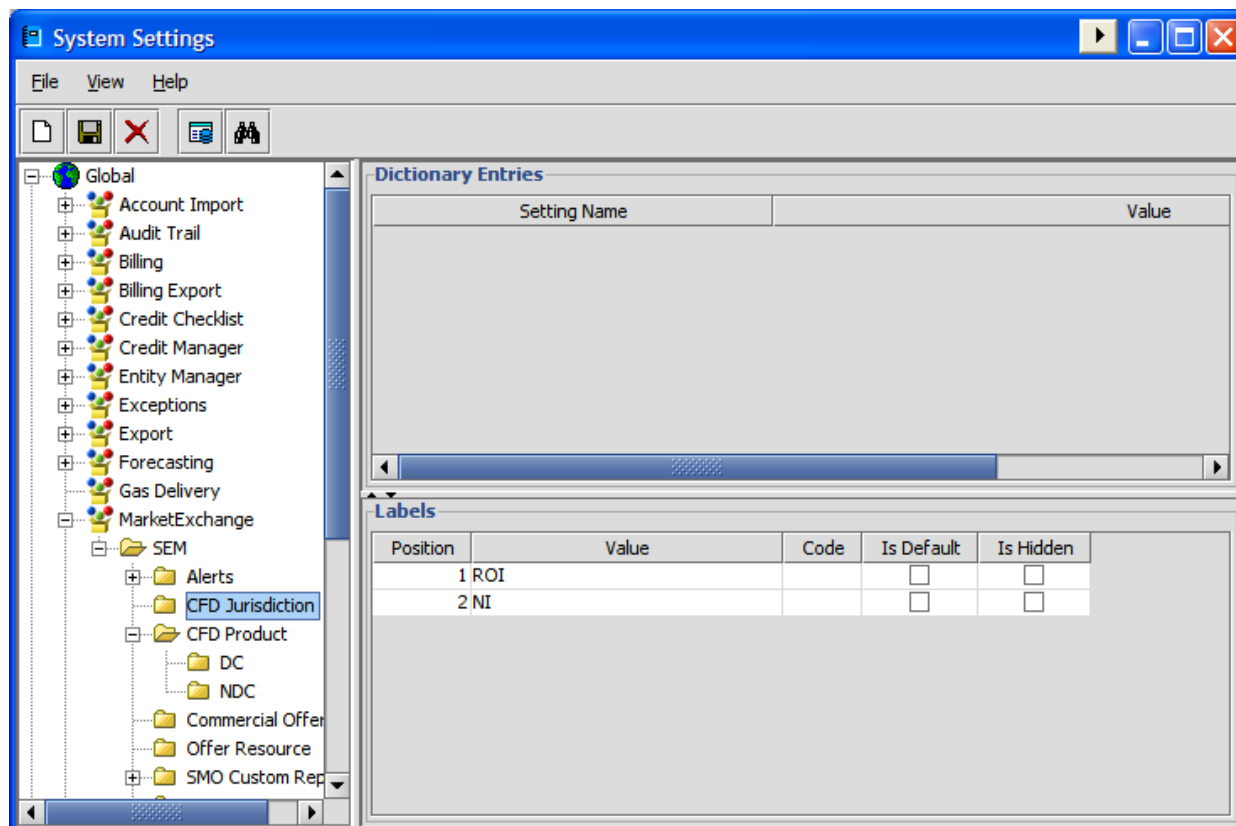 System Settings
File View Help
Global
Account Import
Audit Trail
Billing
Billing Export
Credit Checklist
Credit Manager
Entity Manager
Exceptions
Export
Forecasting
Gas Delivery
MarketExchange
SEM
Alerts
CFD Jurisdiction
CFD Product
DC
NDC
Commercial Offer
Offer Resource
SMO Custom Rep
Dictionary Entries
Setting Name Value
Labels
Position Value Code Is Default Is Hidden
1 ROI
2 NI